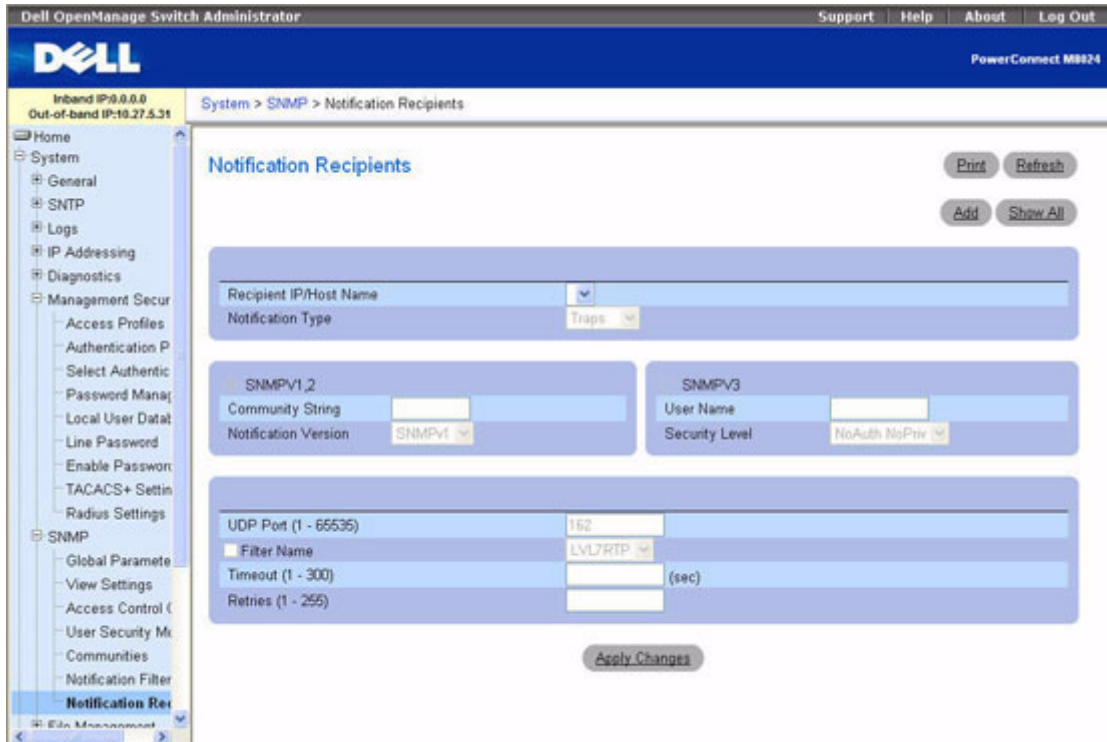 Dell OpenManage Switch Administrator
Support Help About Log Out
DELL
PowerConnect M8024
Inband IP:0.0.0.0
Out-of-band IP:10.27.5.31
System > SNMP > Notification Recipients
Home
System
General
SNTP
Logs
IP Addressing
Diagnostics
Management Secur
Access Profiles
Authentication P
Select Authentic
Password Manag
Local User Datab
Line Password
Enable Password
TACACS+ Settin
Radius Settings
SNMP
Global Paramete
View Settings
Access Control
User Security Mo
Communities
Notification Filter
Notification Rec
File Management
Notification Recipients
Print Refresh
Add Show All
Recipient IP/Host Name
Notification Type Traps
SNMPV1,2
Community String
Notification Version SNMPv1
SNMPV3
User Name
Security Level NoAuth NoPriv
UDP Port (1 - 65535) 162
Filter Name LVL7RTP
Timeout (1 - 300) (sec)
Retries (1 - 255)
Apply Changes